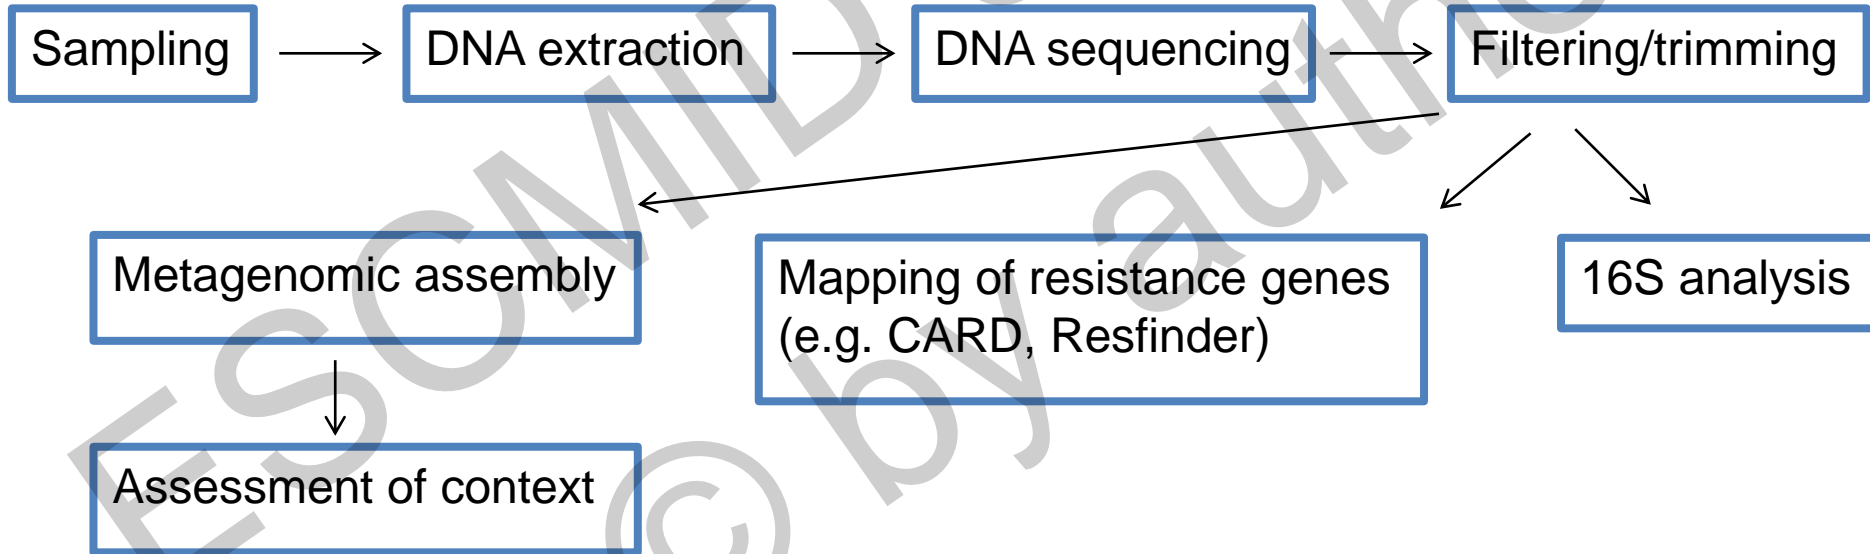 Sampling
DNA extraction
DNA sequencing
Filtering/trimming
Metagenomic assembly
Mapping of resistance genes
(e.g. CARD, Resfinder)
16S analysis
Assessment of context
ESCMID
© by author